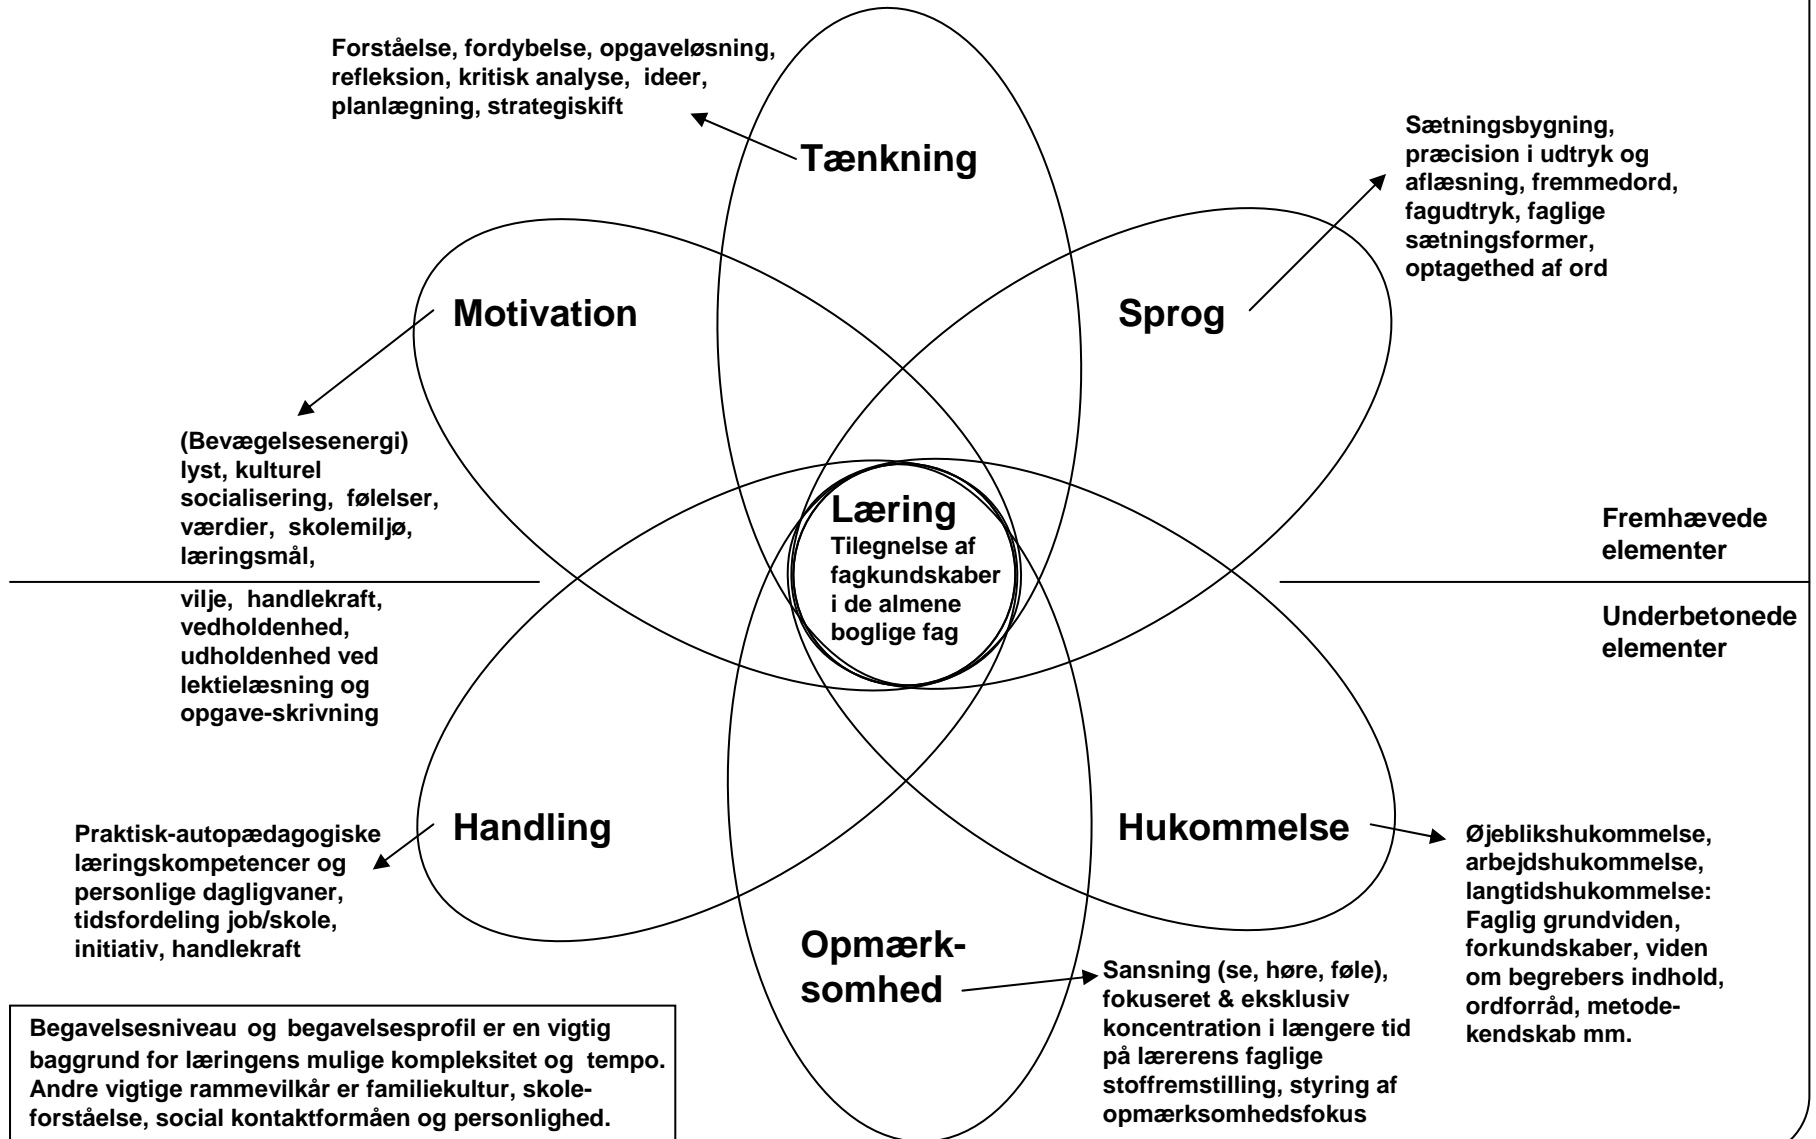 Forståelse, fordybelse, opgaveløsning,
refleksion, kritisk analyse, ideer,
planlægning, strategiskift
Tænkning
Sætningsbygning,
præcision i udtryk og
aflæsning, fremmedord,
fagudtryk, faglige
sætningsformer,
optagethed af ord
Motivation
Sprog
(Bevægelsesenergi)
lyst, kulturel
socialisering, følelser,
værdier, skolemiljø,
læringsmål,
vilje, handlekraft,
vedholdenhed,
udholdenhed ved
lektielæsning og
opgave-skrivning
Læring
Tilegnelse af
fagkundskaber
i de almene
boglige fag
Fremhævede
elementer
Underbetonede
elementer
Praktisk-autopædagogiske
læringskompetencer og
personlige dagligvaner,
tidsfordeling job/skole,
initiativ, handlekraft
Handling
Hukommelse
Øjeblikshukommelse,
arbejdshukommelse,
langtidshukommelse:
Faglig grundviden,
forkundskaber, viden
om begrebers indhold,
ordforråd, metode-
kendskab mm.
Opmærk-
somhed
Sansning (se, høre, føle),
fokuseret & eksklusiv
koncentration i længere tid
på lærerens faglige
stoffremstilling, styring af
opmærksomhedsfokus
Begavelsesniveau og begavelsesprofil er en vigtig
baggrund for læringens mulige kompleksitet og tempo.
Andre vigtige rammevilkår er familiekultur, skole-
forståelse, social kontaktformåen og personlighed.